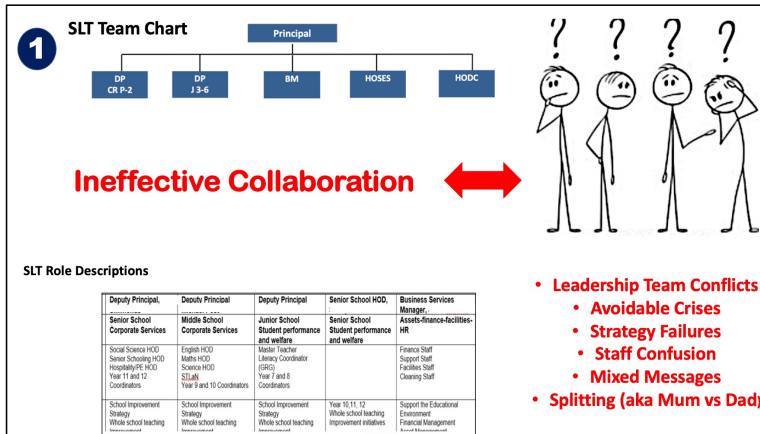 1
SLT Team Chart
Principal
DP
CR P-2
DP
J 3-6
BM
HOSES
HODC
? ? ? ?
Ineffective Collaboration
SLT Role Descriptions
Deputy Principal,
Deputy Principal
Deputy Principal
Senior School HOD,
Business Services
Manager,
Senior School
Corporate Services
Middle School
Corporate Services
Junior School
Student performance
and welfare
Senior School
Student performance
and welfare
Assets-finance-facilities-
HR
Social Science HOD
Senior Schooling HOD
Hospitality/PE HOD
Year 11 and 12
Coordinators
English HOD
Maths HOD
Science HOD
STLaN
Year 9 and 10 Coordinators
Master Teacher
Literacy Coordinator
(GRG)
Year 7 and 8
Coordinators
Finance Staff
Support Staff
Facilities Staff
Cleaning Staff
School Improvement
Strategy
Whole school teaching
School Improvement
Strategy
Whole school teaching
School Improvement
Strategy
Whole school teaching
Year 10,11, 12
Whole school teaching
Improvement initiatives
Support the Educational
Environment
Financial Management
• Leadership Team Conflicts
• Avoidable Crises
• Strategy Failures
• Staff Confusion
• Mixed Messages
• Splitting (aka Mum vs Dad)